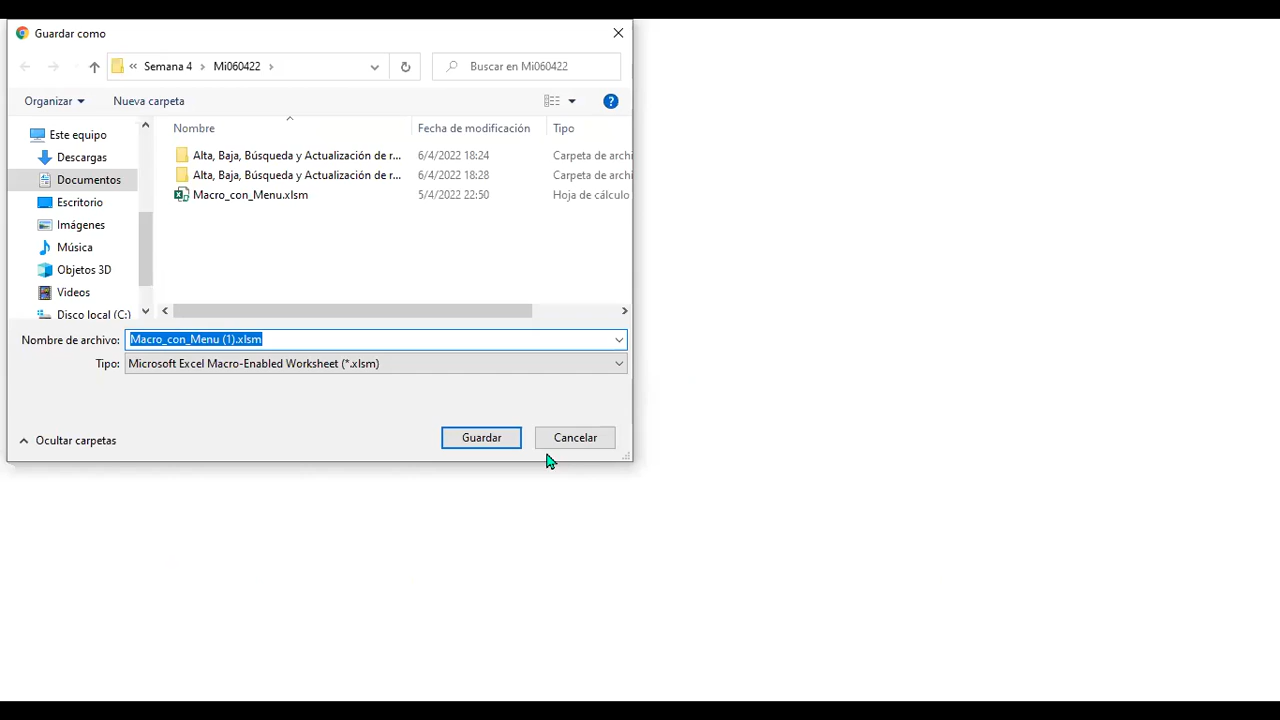 Guardar como
« Semana 4 > Mi060422 >
Buscar en Mi060422
Organizar
Nueva carpeta
?
Nombre
Fecha de modificación
Tipo
Este equipo
Descargas
Documentos
Escritorio
Imágenes
Música
Objetos 3D
Videos
Disco local (C:)
Alta, Baja, Búsqueda y Actualización de r... 6/4/2022 18:24 Carpeta de archi
Alta, Baja, Búsqueda y Actualización de r... 6/4/2022 18:28 Carpeta de archi
Macro_con_Menu.xlsm 5/4/2022 22:50 Hoja de cálculo
Nombre de archivo: Macro_con_Menu (1).xlsm
Tipo: Microsoft Excel Macro-Enabled Worksheet (*.xlsm)
Ocultar carpetas
Guardar
Cancelar